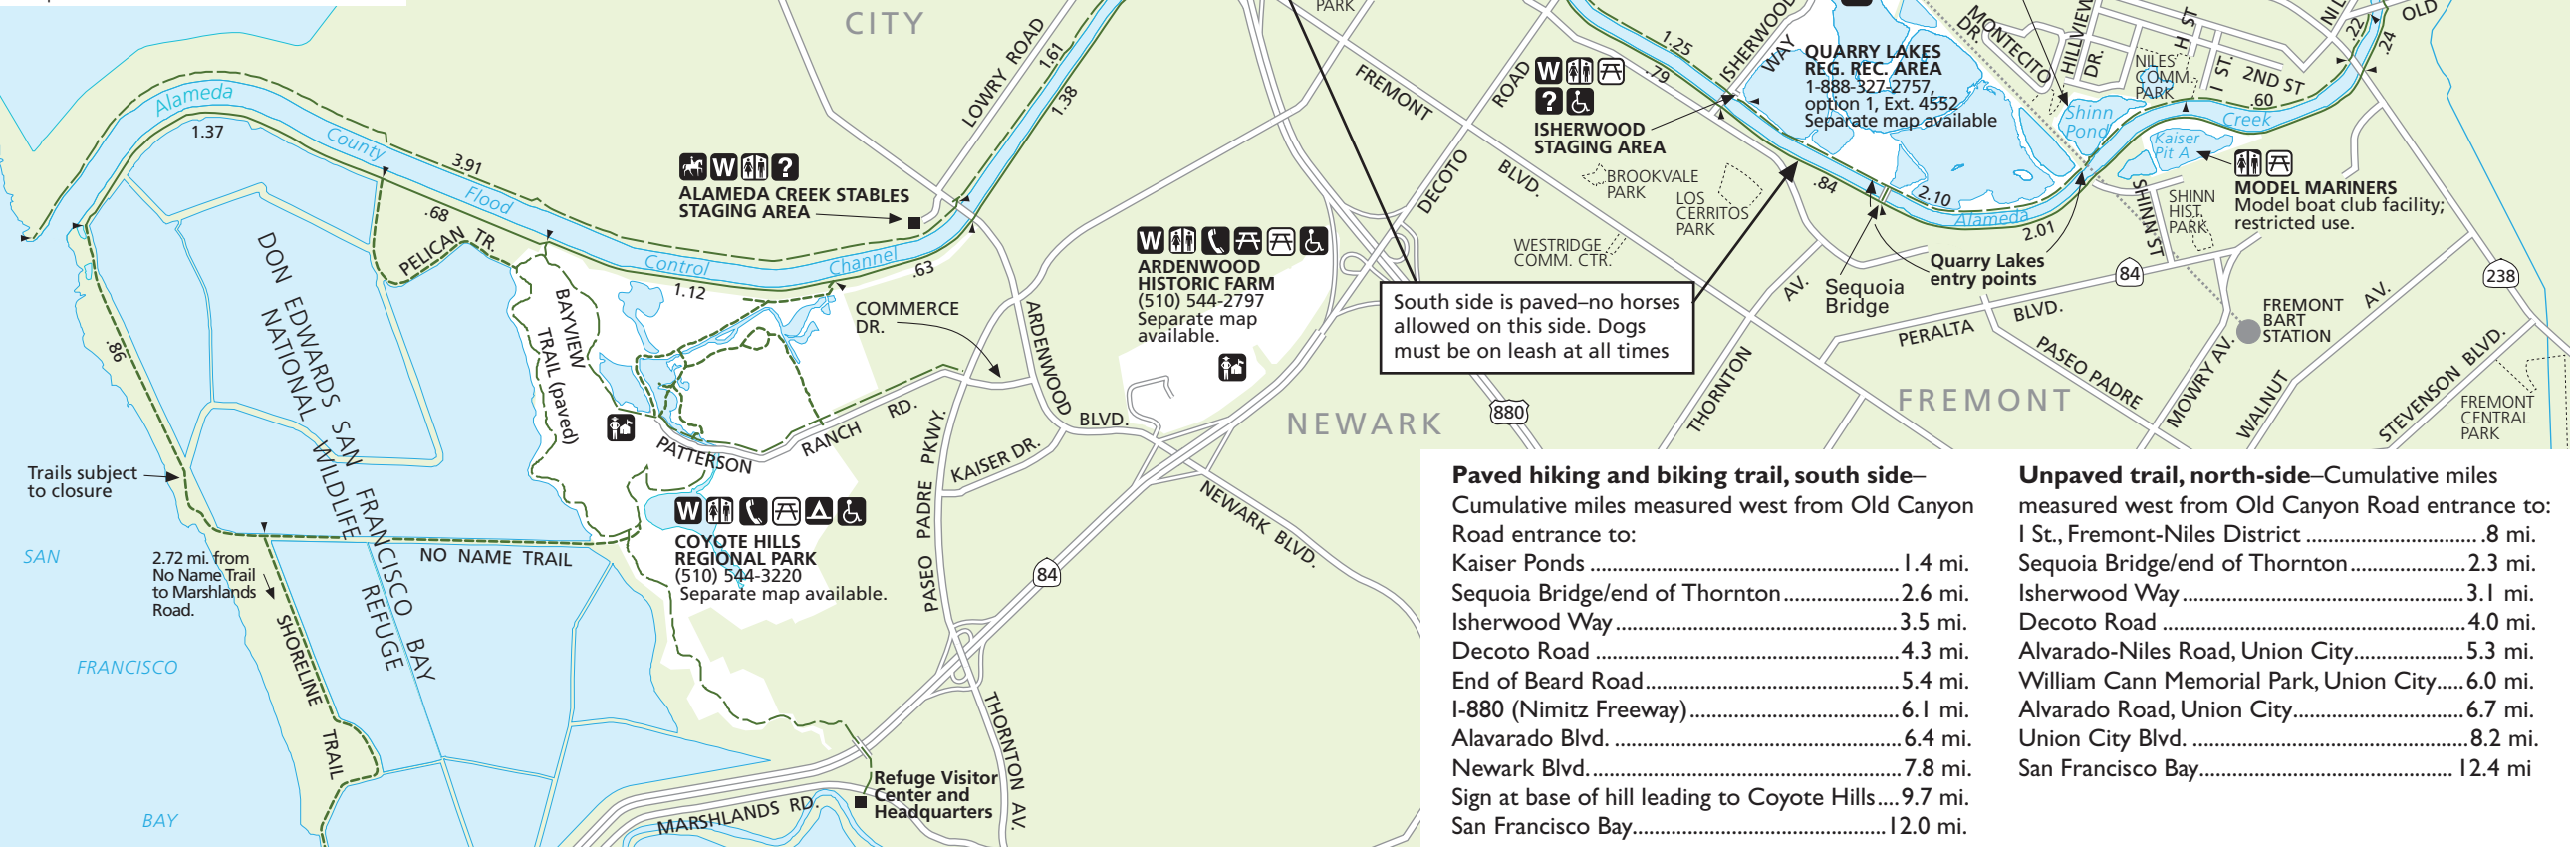 CITY
PARK
LOWRY ROAD
1.61
1.38
Alameda
County
Flood
Control
Channel
1.37
3.91
.68
1.12
.63
PELICAN TR.
W ?
ALAMEDA CREEK STABLES
STAGING AREA
DON EDWARDS SAN FRANCISCO BAY
NATIONAL WILDLIFE REFUGE
.86
BAYVIEW
TRAIL (paved)
COMMERCE
DR.
ARDENWOOD BLVD.
W
ARDENWOOD
HISTORIC FARM
(510) 544-2797
Separate map
available.
PATTERSON RANCH RD.
PASEO PADRE PKWY.
KAISER DR.
NEWARK BLVD.
NEWARK
880
84
Trails subject
to closure
2.72 mi. from
No Name Trail
to Marshlands
Road.
NO NAME TRAIL
SHORELINE TRAIL
SAN
FRANCISCO
BAY
W
COYOTE HILLS
REGIONAL PARK
(510) 544-3220
Separate map available.
THORNTON AV.
MARSHLANDS RD.
Refuge Visitor
Center and
Headquarters
FREMONT BLVD.
DECOTO ROAD
1.25
.79
ISHERWOOD
WAY
W
?
ISHERWOOD
STAGING AREA
BROOKVALE
PARK
LOS
CERRITOS
PARK
WESTRIDGE
COMM. CTR.
South side is paved–no horses
allowed on this side. Dogs
must be on leash at all times
QUARRY LAKES
REG. REC. AREA
1-888-327-2757,
option 1, Ext. 4552
Separate map available
.84
2.10
Alameda
2.01
Sequoia
Bridge
Quarry Lakes
entry points
THORNTON AV.
MONTECITO
DR.
HILLVIEW
DR.
H ST
I ST.
2ND ST
NILES
COMM.
PARK
NIL
OLD
.22
.24
.60
Shinn
Pond
Creek
Kaiser
Pit A
MODEL MARINERS
Model boat club facility;
restricted use.
SHINN ST
SHINN
HIST.
PARK
84
238
PERALTA BLVD.
PASEO PADRE
MOWRY AV.
WALNUT AV.
STEVENSON BLVD.
FREMONT
BART
STATION
FREMONT
FREMONT
CENTRAL
PARK
Paved hiking and biking trail, south side–
Cumulative miles measured west from Old Canyon
Road entrance to:
Kaiser Ponds ............................................1.4 mi.
Sequoia Bridge/end of Thornton................2.6 mi.
Isherwood Way ........................................3.5 mi.
Decoto Road ...........................................4.3 mi.
End of Beard Road....................................5.4 mi.
I-880 (Nimitz Freeway)..............................6.1 mi.
Alavarado Blvd. ........................................6.4 mi.
Newark Blvd.............................................7.8 mi.
Sign at base of hill leading to Coyote Hills....9.7 mi.
San Francisco Bay....................................12.0 mi.
Unpaved trail, north-side–Cumulative miles
measured west from Old Canyon Road entrance to:
I St., Fremont-Niles District ..........................8 mi.
Sequoia Bridge/end of Thornton................2.3 mi.
Isherwood Way ........................................3.1 mi.
Decoto Road ...........................................4.0 mi.
Alvarado-Niles Road, Union City................5.3 mi.
William Cann Memorial Park, Union City.....6.0 mi.
Alvarado Road, Union City.........................6.7 mi.
Union City Blvd. .......................................8.2 mi.
San Francisco Bay.................................... 12.4 mi